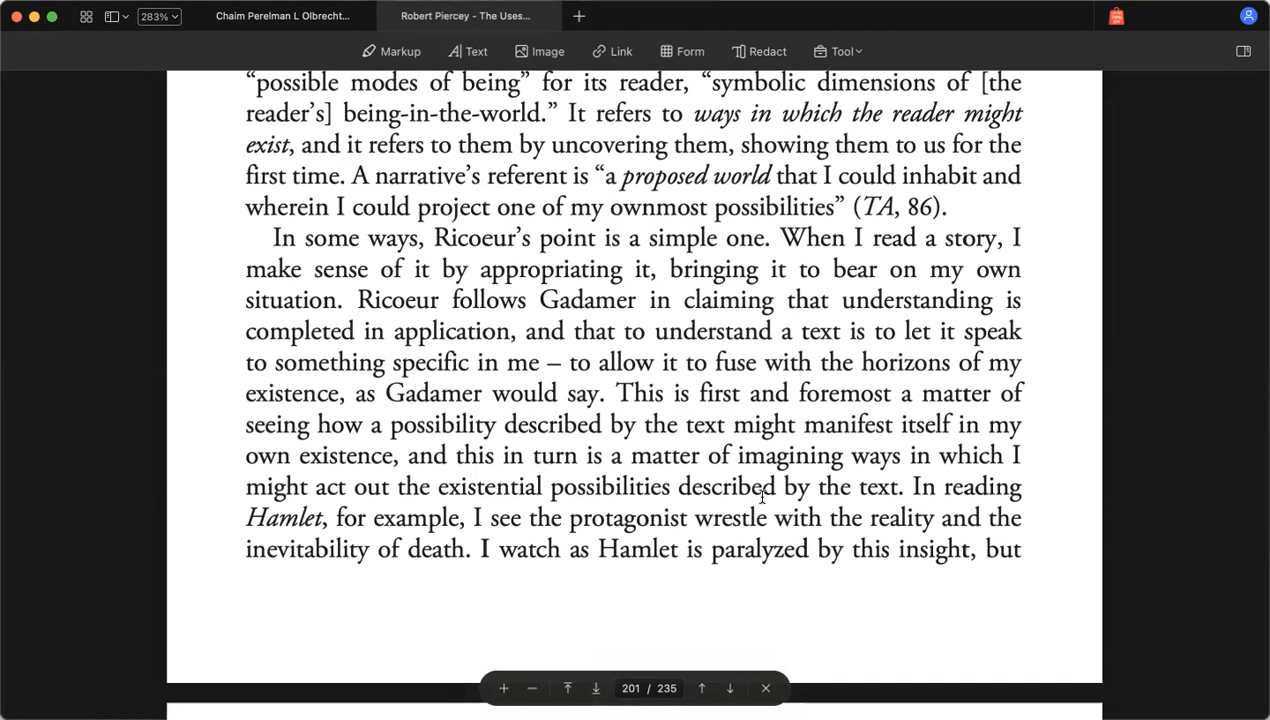 283%
Chaim Perelman L Olbrecht...
Robert Piercey - The Uses...
Markup
Text
Image
Link
Form
Redact
Tool
“possible modes of being” for its reader, “symbolic dimensions of [the
reader’s] being-in-the-world.” It refers to ways in which the reader might
exist, and it refers to them by uncovering them, showing them to us for the
first time. A narrative’s referent is “a proposed world that I could inhabit and
wherein I could project one of my ownmost possibilities” (TA, 86).
In some ways, Ricoeur’s point is a simple one. When I read a story, I
make sense of it by appropriating it, bringing it to bear on my own
situation. Ricoeur follows Gadamer in claiming that understanding is
completed in application, and that to understand a text is to let it speak
to something specific in me – to allow it to fuse with the horizons of my
existence, as Gadamer would say. This is first and foremost a matter of
seeing how a possibility described by the text might manifest itself in my
own existence, and this in turn is a matter of imagining ways in which I
might act out the existential possibilities described by the text. In reading
Hamlet, for example, I see the protagonist wrestle with the reality and the
inevitability of death. I watch as Hamlet is paralyzed by this insight, but
201 / 235